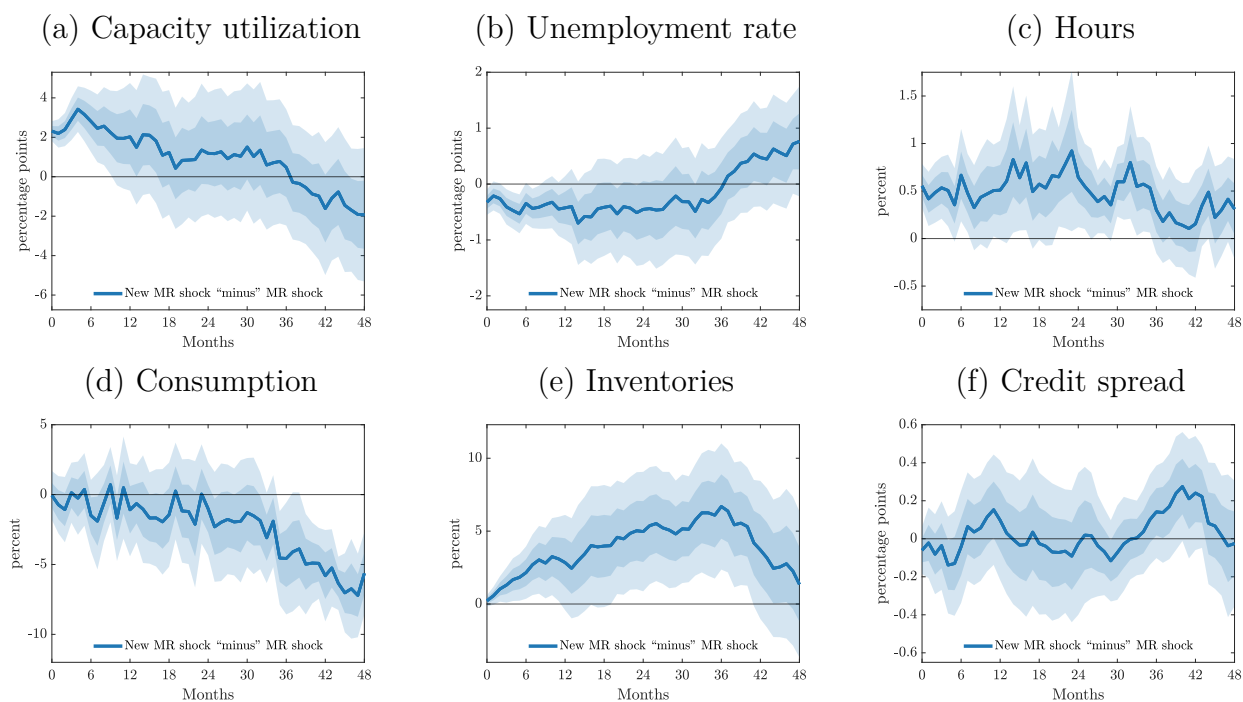 (a) Capacity utilization
percentage points
4
2
0
-2
-4
-6
New MR shock “minus” MR shock
0 6 12 18 24 30 36 42 48
Months
(b) Unemployment rate
percentage points
2
1
0
-1
-2
New MR shock “minus” MR shock
0 6 12 18 24 30 36 42 48
Months
(c) Hours
percent
1.5
1
0.5
0
-0.5
New MR shock “minus” MR shock
0 6 12 18 24 30 36 42 48
Months
(d) Consumption
percent
5
0
-5
-10
New MR shock “minus” MR shock
0 6 12 18 24 30 36 42 48
Months
(e) Inventories
percent
10
5
0
New MR shock “minus” MR shock
0 6 12 18 24 30 36 42 48
Months
(f) Credit spread
percentage points
0.6
0.4
0.2
0
-0.2
-0.4
-0.6
New MR shock “minus” MR shock
0 6 12 18 24 30 36 42 48
Months